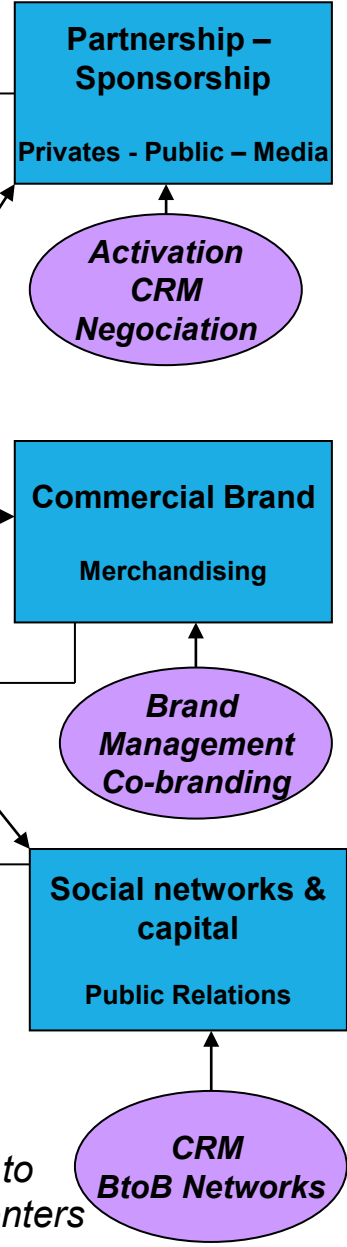 Partnership –
Sponsorship
Privates - Public – Media
Activation
CRM
Negociation
Commercial Brand
Merchandising
Brand
Management
Co-branding
Social networks &
capital
Public Relations
CRM
BtoB Networks
to